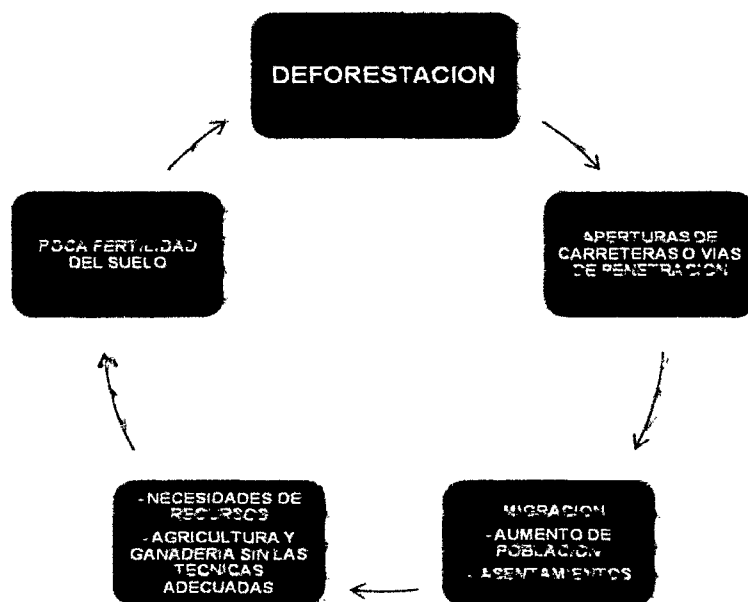 DEFORESTACION
APERTURAS DE
CARRETERAS O VIAS
DE PENETRACION
MIGRACION
- AUMENTO DE
POBLACION
- ASENTAMIENTOS
- NECESIDADES DE
RECURSOS
- AGRICULTURA Y
GANADERIA SIN LAS
TECNICAS
ADECUADAS
POCA FERTILIDAD
DEL SUELO